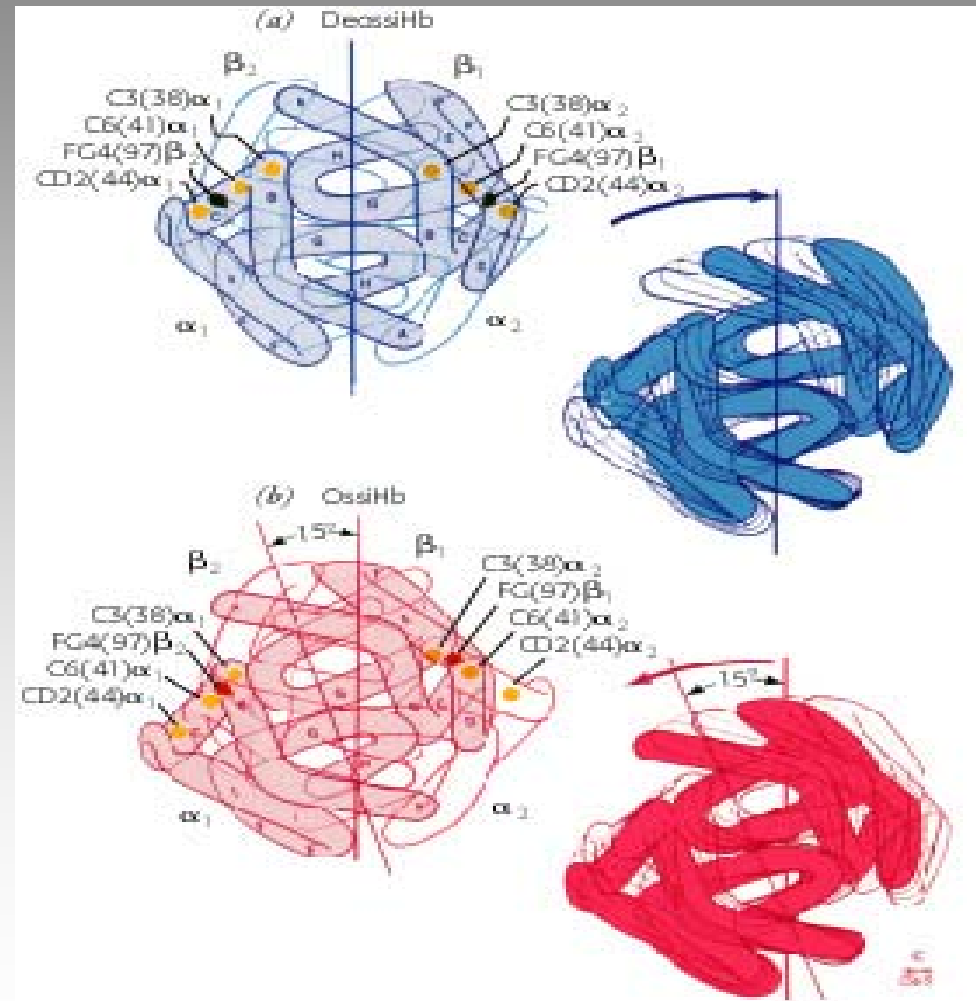 (a) DeossiHb
β₂
β₁
C3(38)α₁
C6(41)α₁
FG4(97)β₂
CD2(44)α₁
C3(38)α₂
C6(41)α₂
FG4(97)β₁
CD2(44)α₂
α₁
α₂
(b) OssiHb
15°
β₂
β₁
C3(38)α₁
FG4(97)β₂
C6(41)α₁
CD2(44)α₁
C3(38)α₂
FG(97)β₁
C6(41)α₂
CD2(44)α₂
α₁
α₂
15°